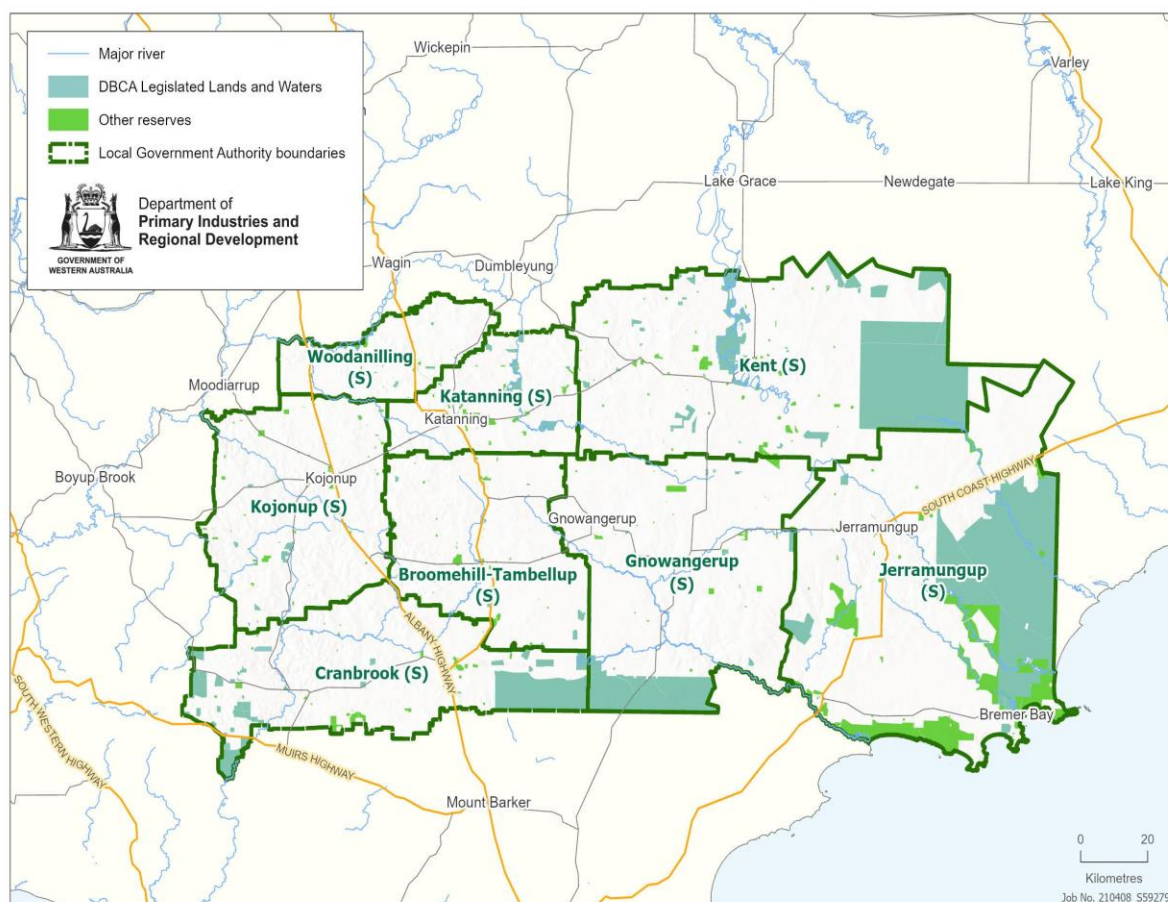 Major river
DBCA Legislated Lands and Waters
Other reserves
Local Government Authority boundaries
Department of
Primary Industries and
Regional Development
GOVERNMENT OF
WESTERN AUSTRALIA
Wickepin
Varley
Lake Grace
Newdegate
Lake King
Wagin
Dumbleyung
Woodanilling
(S)
Kent (S)
Moodiarrup
Katanning (S)
Katanning
Boyup Brook
Kojonup
Kojonup (S)
SOUTH COAST HIGHWAY
Gnowangerup
Jerramungup
Gnowangerup
(S)
Broomehill-Tambellup
(S)
Jerramungup
(S)
ALBANY HIGHWAY
Cranbrook (S)
SOUTH WESTERN HIGHWAY
Bremer Bay
MUIRS HIGHWAY
Mount Barker
0 20
Kilometres
Job No. 210408_S59279